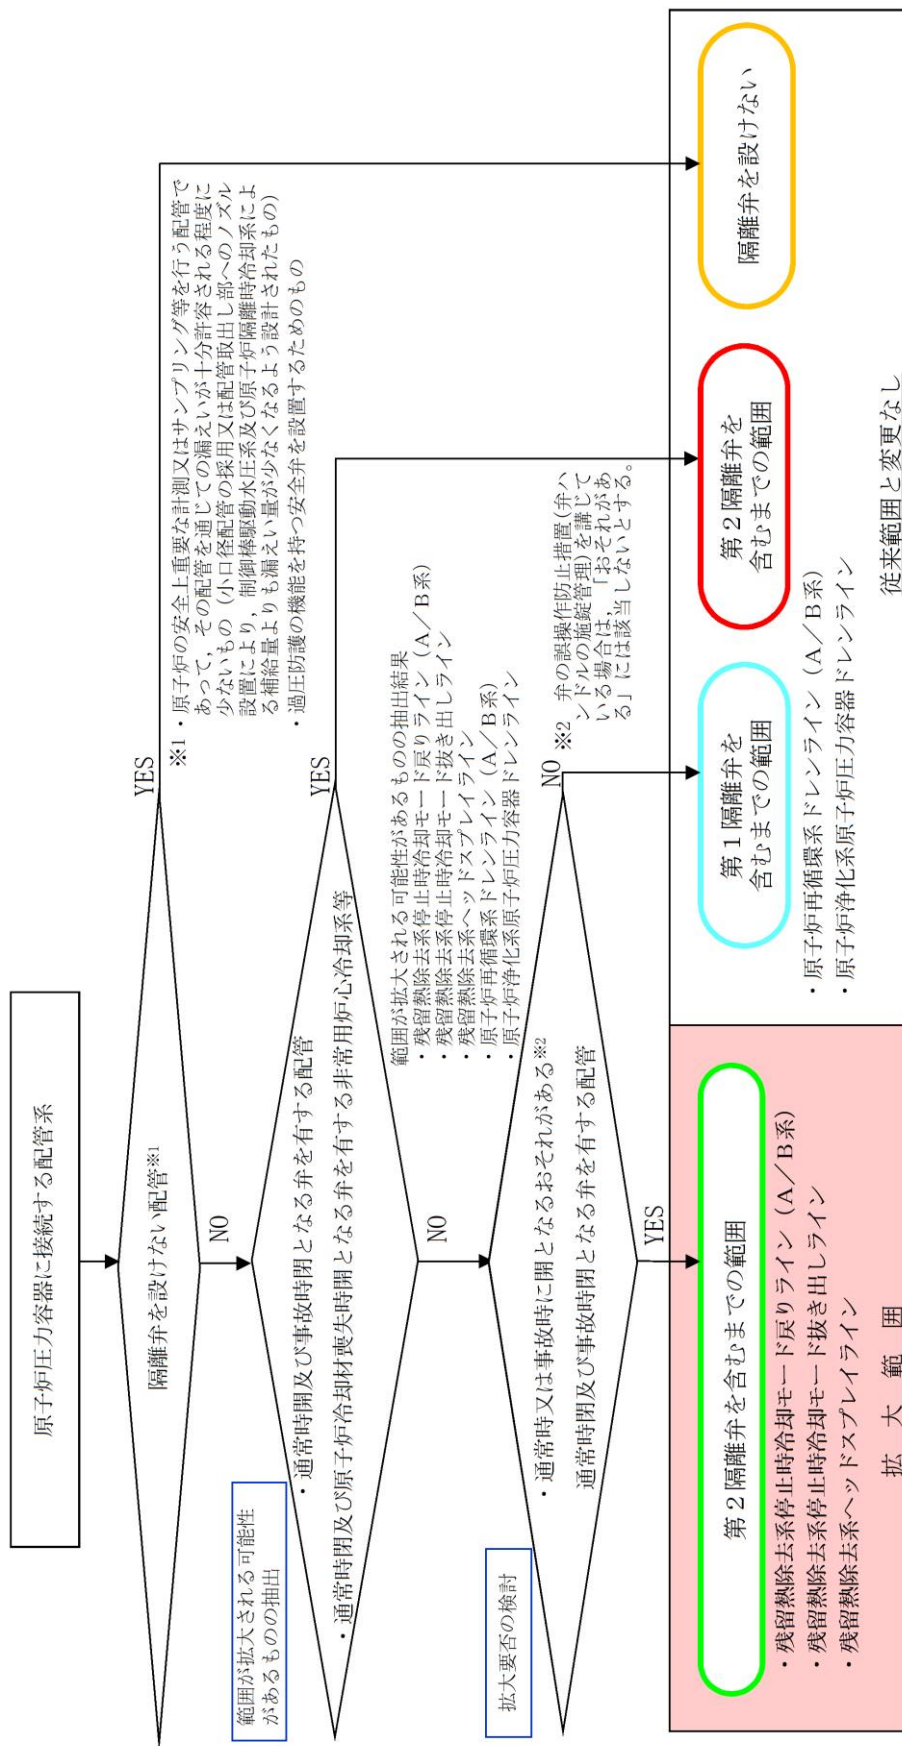 原子炉圧力容器に接続する配管系
隔離弁を設けない配管※1
YES
NO
※1
・原子炉の安全上重要な計測又はサンプリング等を行う配管で
あって，その配管を通じての漏えいが十分許容される程度に
少ないもの（小口径配管の採用又は配管取出し部へのノズル
設置により，制御棒駆動水圧系及び原子炉隔離時冷却系によ
る補給量よりも漏えい量が少なくなるよう設計されたもの)
・過圧防護の機能を持つ安全弁を設置するためのもの
範囲が拡大される可能性
があるものの抽出
・通常時開及び事故時閉となる弁を有する配管
・通常時閉及び原子炉冷却材喪失時開となる弁を有する非常用炉心冷却系等
YES
NO
範囲が拡大される可能性があるものの抽出結果
・残留熱除去系停止時冷却モード戻りライン（A／B系）
・残留熱除去系停止時冷却モード抜き出しライン
・残留熱除去系ヘッドスプレイライン
・原子炉再循環系ドレンライン（A／B系）
・原子炉浄化系原子炉圧力容器ドレンライン
拡大要否の検討
・通常時又は事故時に開となるおそれがある※2
通常時閉及び事故時閉となる弁を有する配管
NO
YES
※2 弁の誤操作防止措置(弁ハ
ンドルの施錠管理)を講じて
いる場合は，「おそれがあ
る」には該当しないとする。
第２隔離弁を含むまでの範囲
・残留熱除去系停止時冷却モード戻りライン（A／B系）
・残留熱除去系停止時冷却モード抜き出しライン
・残留熱除去系ヘッドスプレイライン
拡 大 範 囲
第１隔離弁を
含むまでの範囲
・原子炉再循環系ドレンライン（A／B系）
・原子炉浄化系原子炉圧力容器ドレンライン
第２隔離弁を
含むまでの範囲
隔離弁を設けない
従来範囲と変更なし